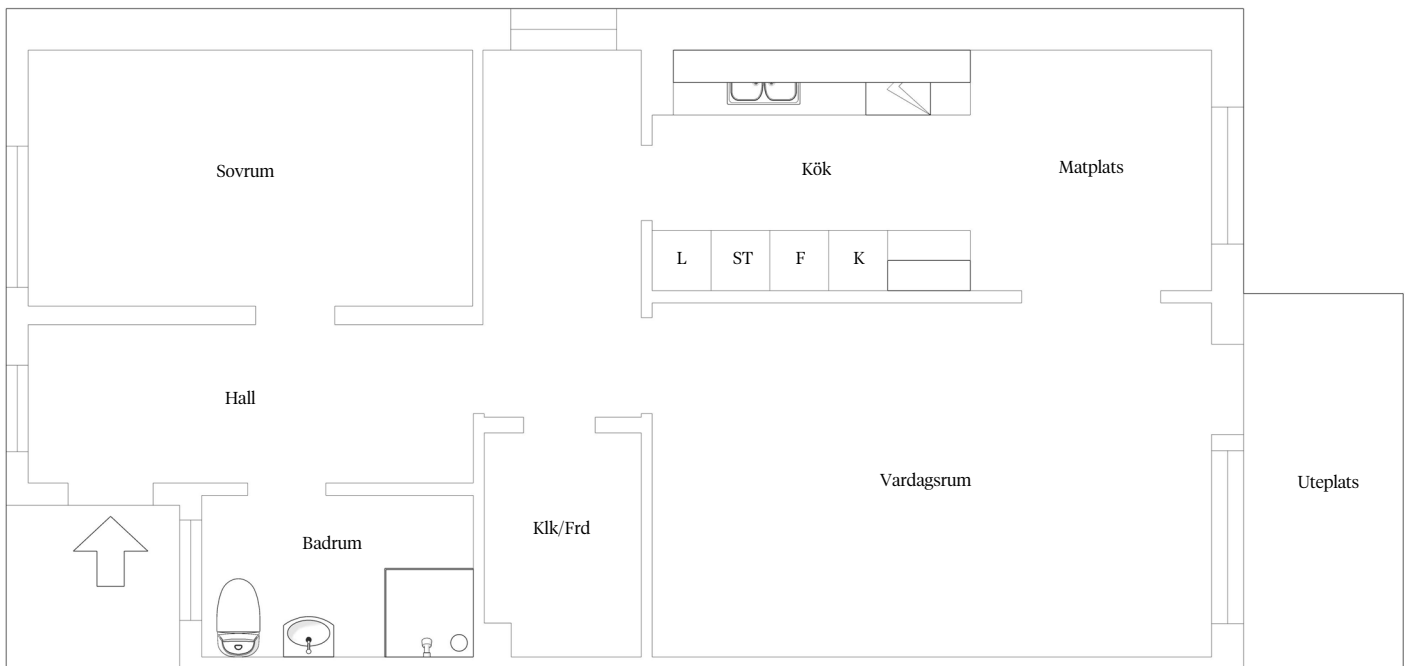 Sovrum
Kök
Matplats
L
ST
F
K
Hall
Vardagsrum
Uteplats
Klk/Frd
Badrum